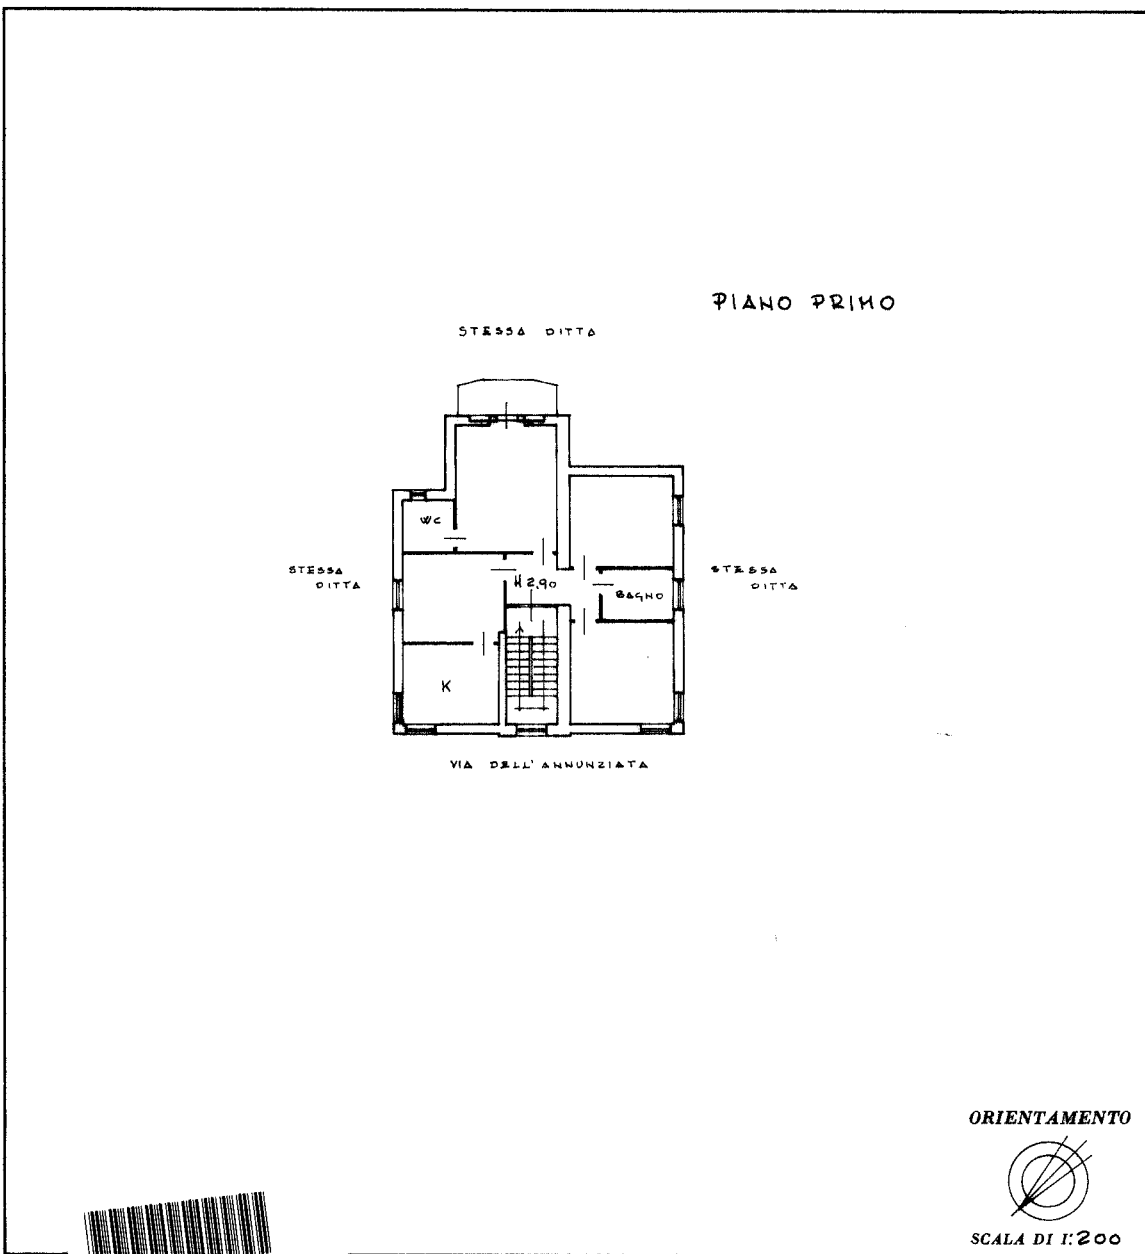 PIANO PRIMO
STESSA DITTA
WC
STESSA
DITTA
H 2,90
BAGNO
STESSA
DITTA
K
VIA DELL'ANNUNZIATA
ORIENTAMENTO
SCALA DI 1:200